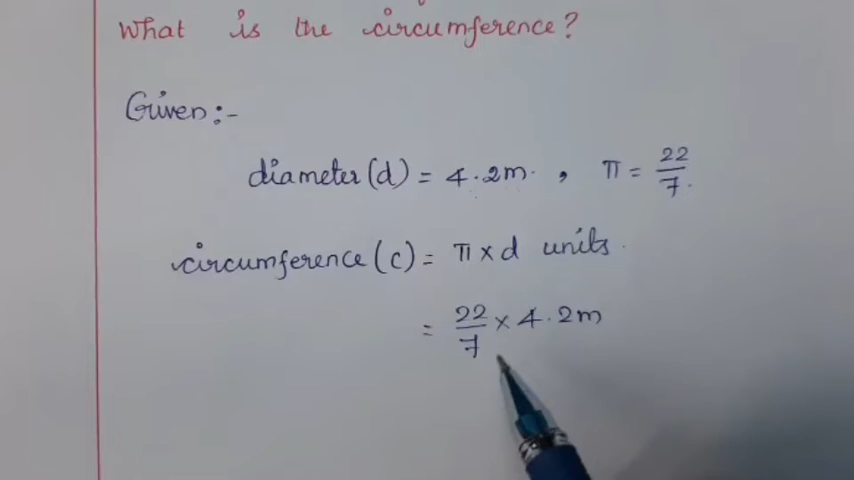 What is the circumference?
Given:-
diameter(d) = 4.2m. , π = 22/7.
circumference(c) = π x d units.
= 22/7 x 4.2m